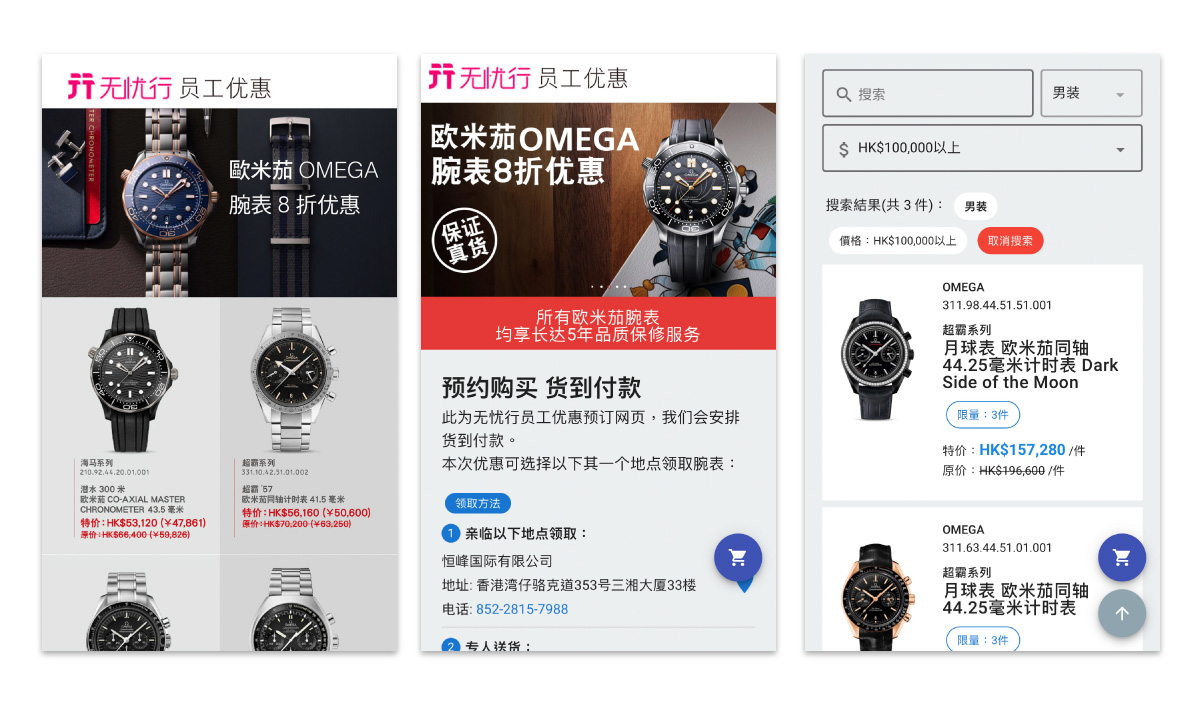 无忧行 员工优惠
CHRONOMETER
歐米茄 OMEGA
腕表 8 折优惠
海马系列
210.92.44.20.01.001
潜水 300 米
欧米茄 CO-AXIAL MASTER
CHRONOMETER 43.5 毫米
特价:HK$53,120 (￥47,861)
原价:HK$66,400 (￥59,826)
超霸系列
331.10.42.51.01.002
超霸 '57
欧米茄同轴计时表 41.5 毫米
特价:HK$56,160 (￥50,600)
原价:HK$70,200 (￥63,250)
无忧行 员工优惠
欧米茄OMEGA
腕表8折优惠
保证
真货
所有欧米茄腕表
均享长达5年品质保修服务
预约购买 货到付款
此为无忧行员工优惠预订网页，我们会安排
货到付款。
本次优惠可选择以下其一个地点领取腕表：
领取方法
1 亲临以下地点领取：
恒峰国际有限公司
地址: 香港湾仔骆克道353号三湘大厦33楼
电话: 852-2815-7988
2 专人送货：
搜索
男装
$ HK$100,000以上
搜索結果(共 3 件)：
男装
價格：HK$100,000以上
取消搜索
OMEGA
311.98.44.51.51.001
超霸系列
月球表 欧米茄同轴
44.25毫米计时表 Dark
Side of the Moon
限量：3件
特价：HK$157,280 /件
原价：HK$196,600 /件
OMEGA
311.63.44.51.01.001
超霸系列
月球表 欧米茄同轴
44.25毫米计时表
限量：3件